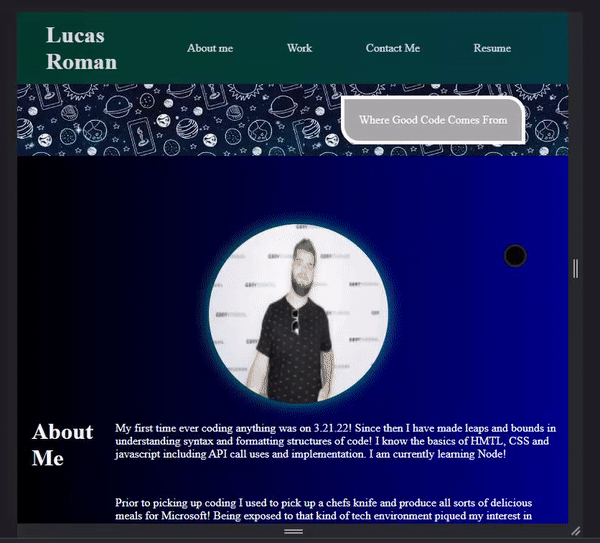 Lucas
Roman
About me
Work
Contact Me
Resume
Where Good Code Comes From
About
Me
My first time ever coding anything was on 3.21.22! Since then I have made leaps and bounds in
understanding syntax and formatting structures of code! I know the basics of HMTL, CSS and
javascript including API call uses and implementation. I am currently learning Node!
Prior to picking up coding I used to pick up a chefs knife and produce all sorts of delicious
meals for Microsoft! Being exposed to that kind of tech environment piqued my interest in